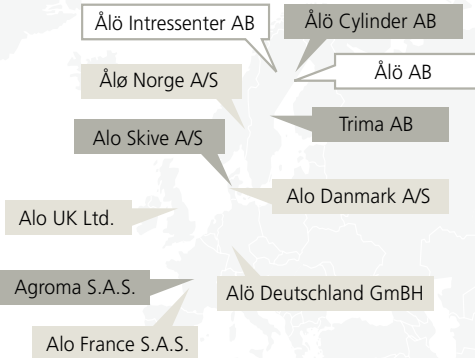 Ålö Intressenter AB
Ålö Cylinder AB
Ålö AB
Ålø Norge A/S
Trima AB
Alo Skive A/S
Alo Danmark A/S
Alo UK Ltd.
Agroma S.A.S.
Alö Deutschland GmBH
Alo France S.A.S.